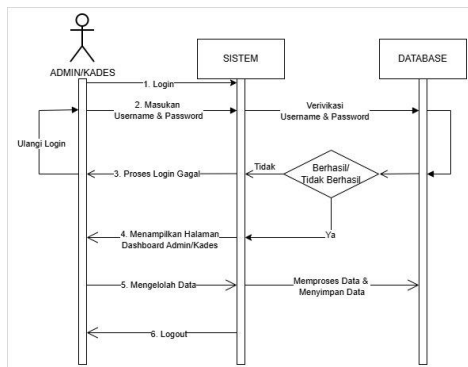 ADMIN/KADES
SISTEM
DATABASE
1. Login
2. Masukan
Username & Password
Verivikasi
Username & Password
Ulangi Login
Berhasil/
Tidak Berhasil
Tidak
3. Proses Login Gagal
Ya
4. Menampilkan Halaman
Dashboard Admin/Kades
5. Mengelolah Data
Memproses Data &
Menyimpan Data
6. Logout